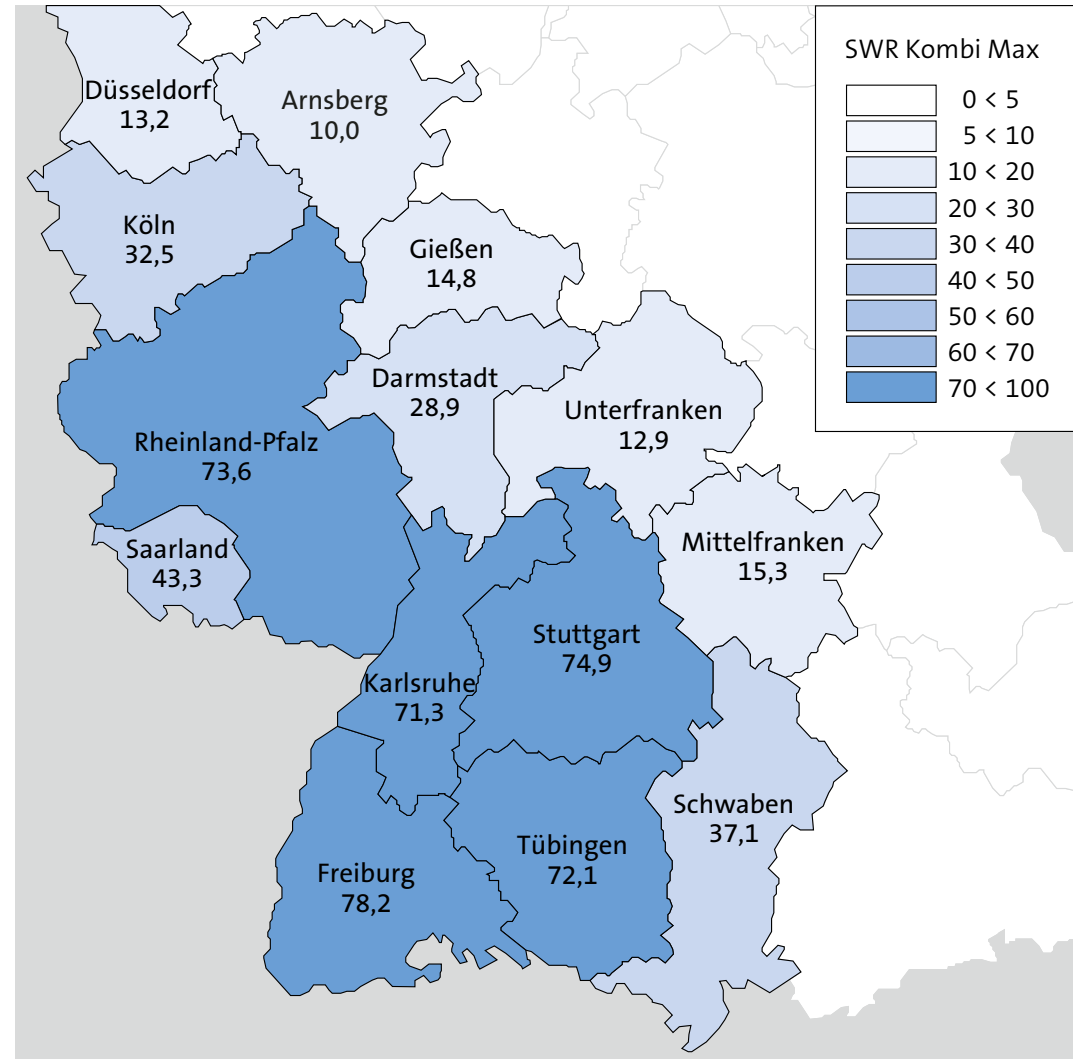 SWR Kombi Max
0 < 5
5 < 10
10 < 20
20 < 30
30 < 40
40 < 50
50 < 60
60 < 70
70 < 100
Düsseldorf
13,2
Arnsberg
10,0
Köln
32,5
Gießen
14,8
Darmstadt
28,9
Unterfranken
12,9
Rheinland-Pfalz
73,6
Saarland
43,3
Mittelfranken
15,3
Stuttgart
74,9
Karlsruhe
71,3
Schwaben
37,1
Tübingen
72,1
Freiburg
78,2